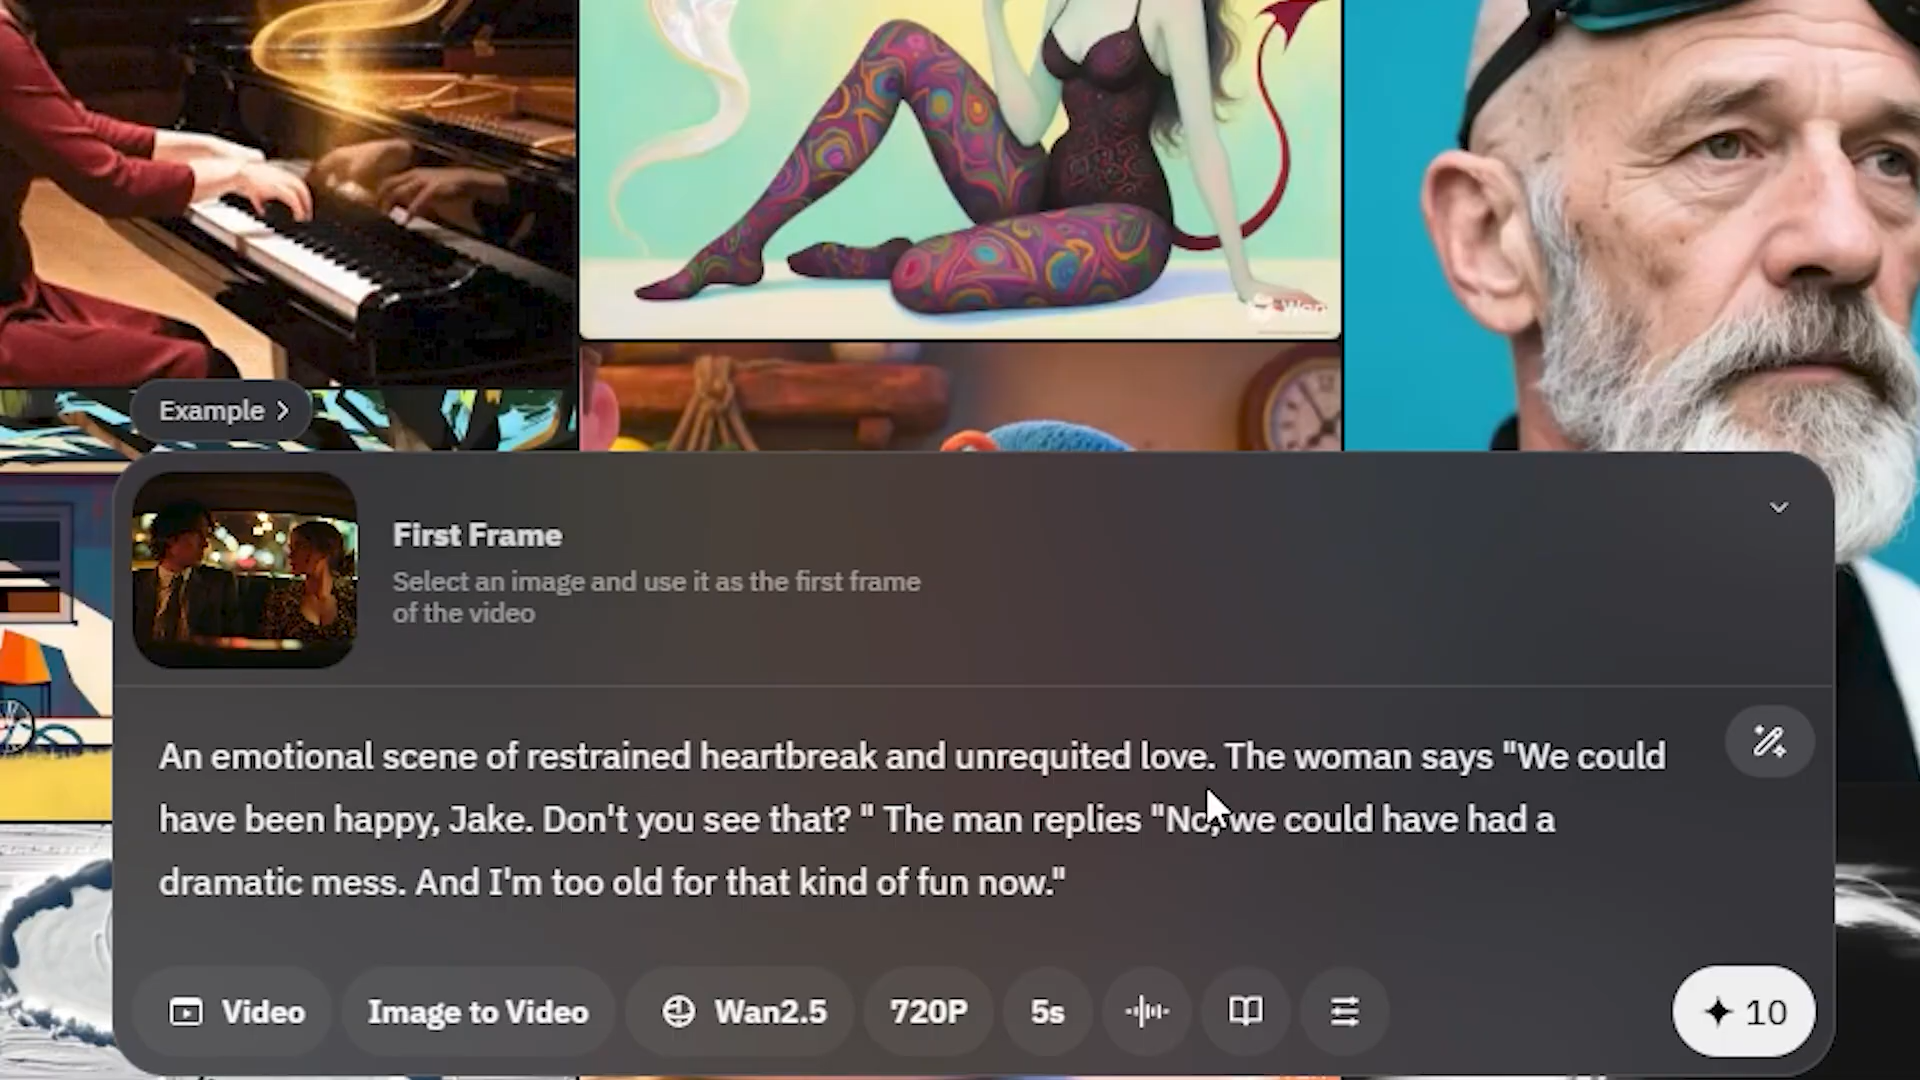 Wan
Example
First Frame
Select an image and use it as the first frame
of the video
An emotional scene of restrained heartbreak and unrequited love. The woman says "We could
have been happy, Jake. Don't you see that? " The man replies "No, we could have had a
dramatic mess. And I'm too old for that kind of fun now."
Video
Image to Video
Wan2.5
720P
5s
10